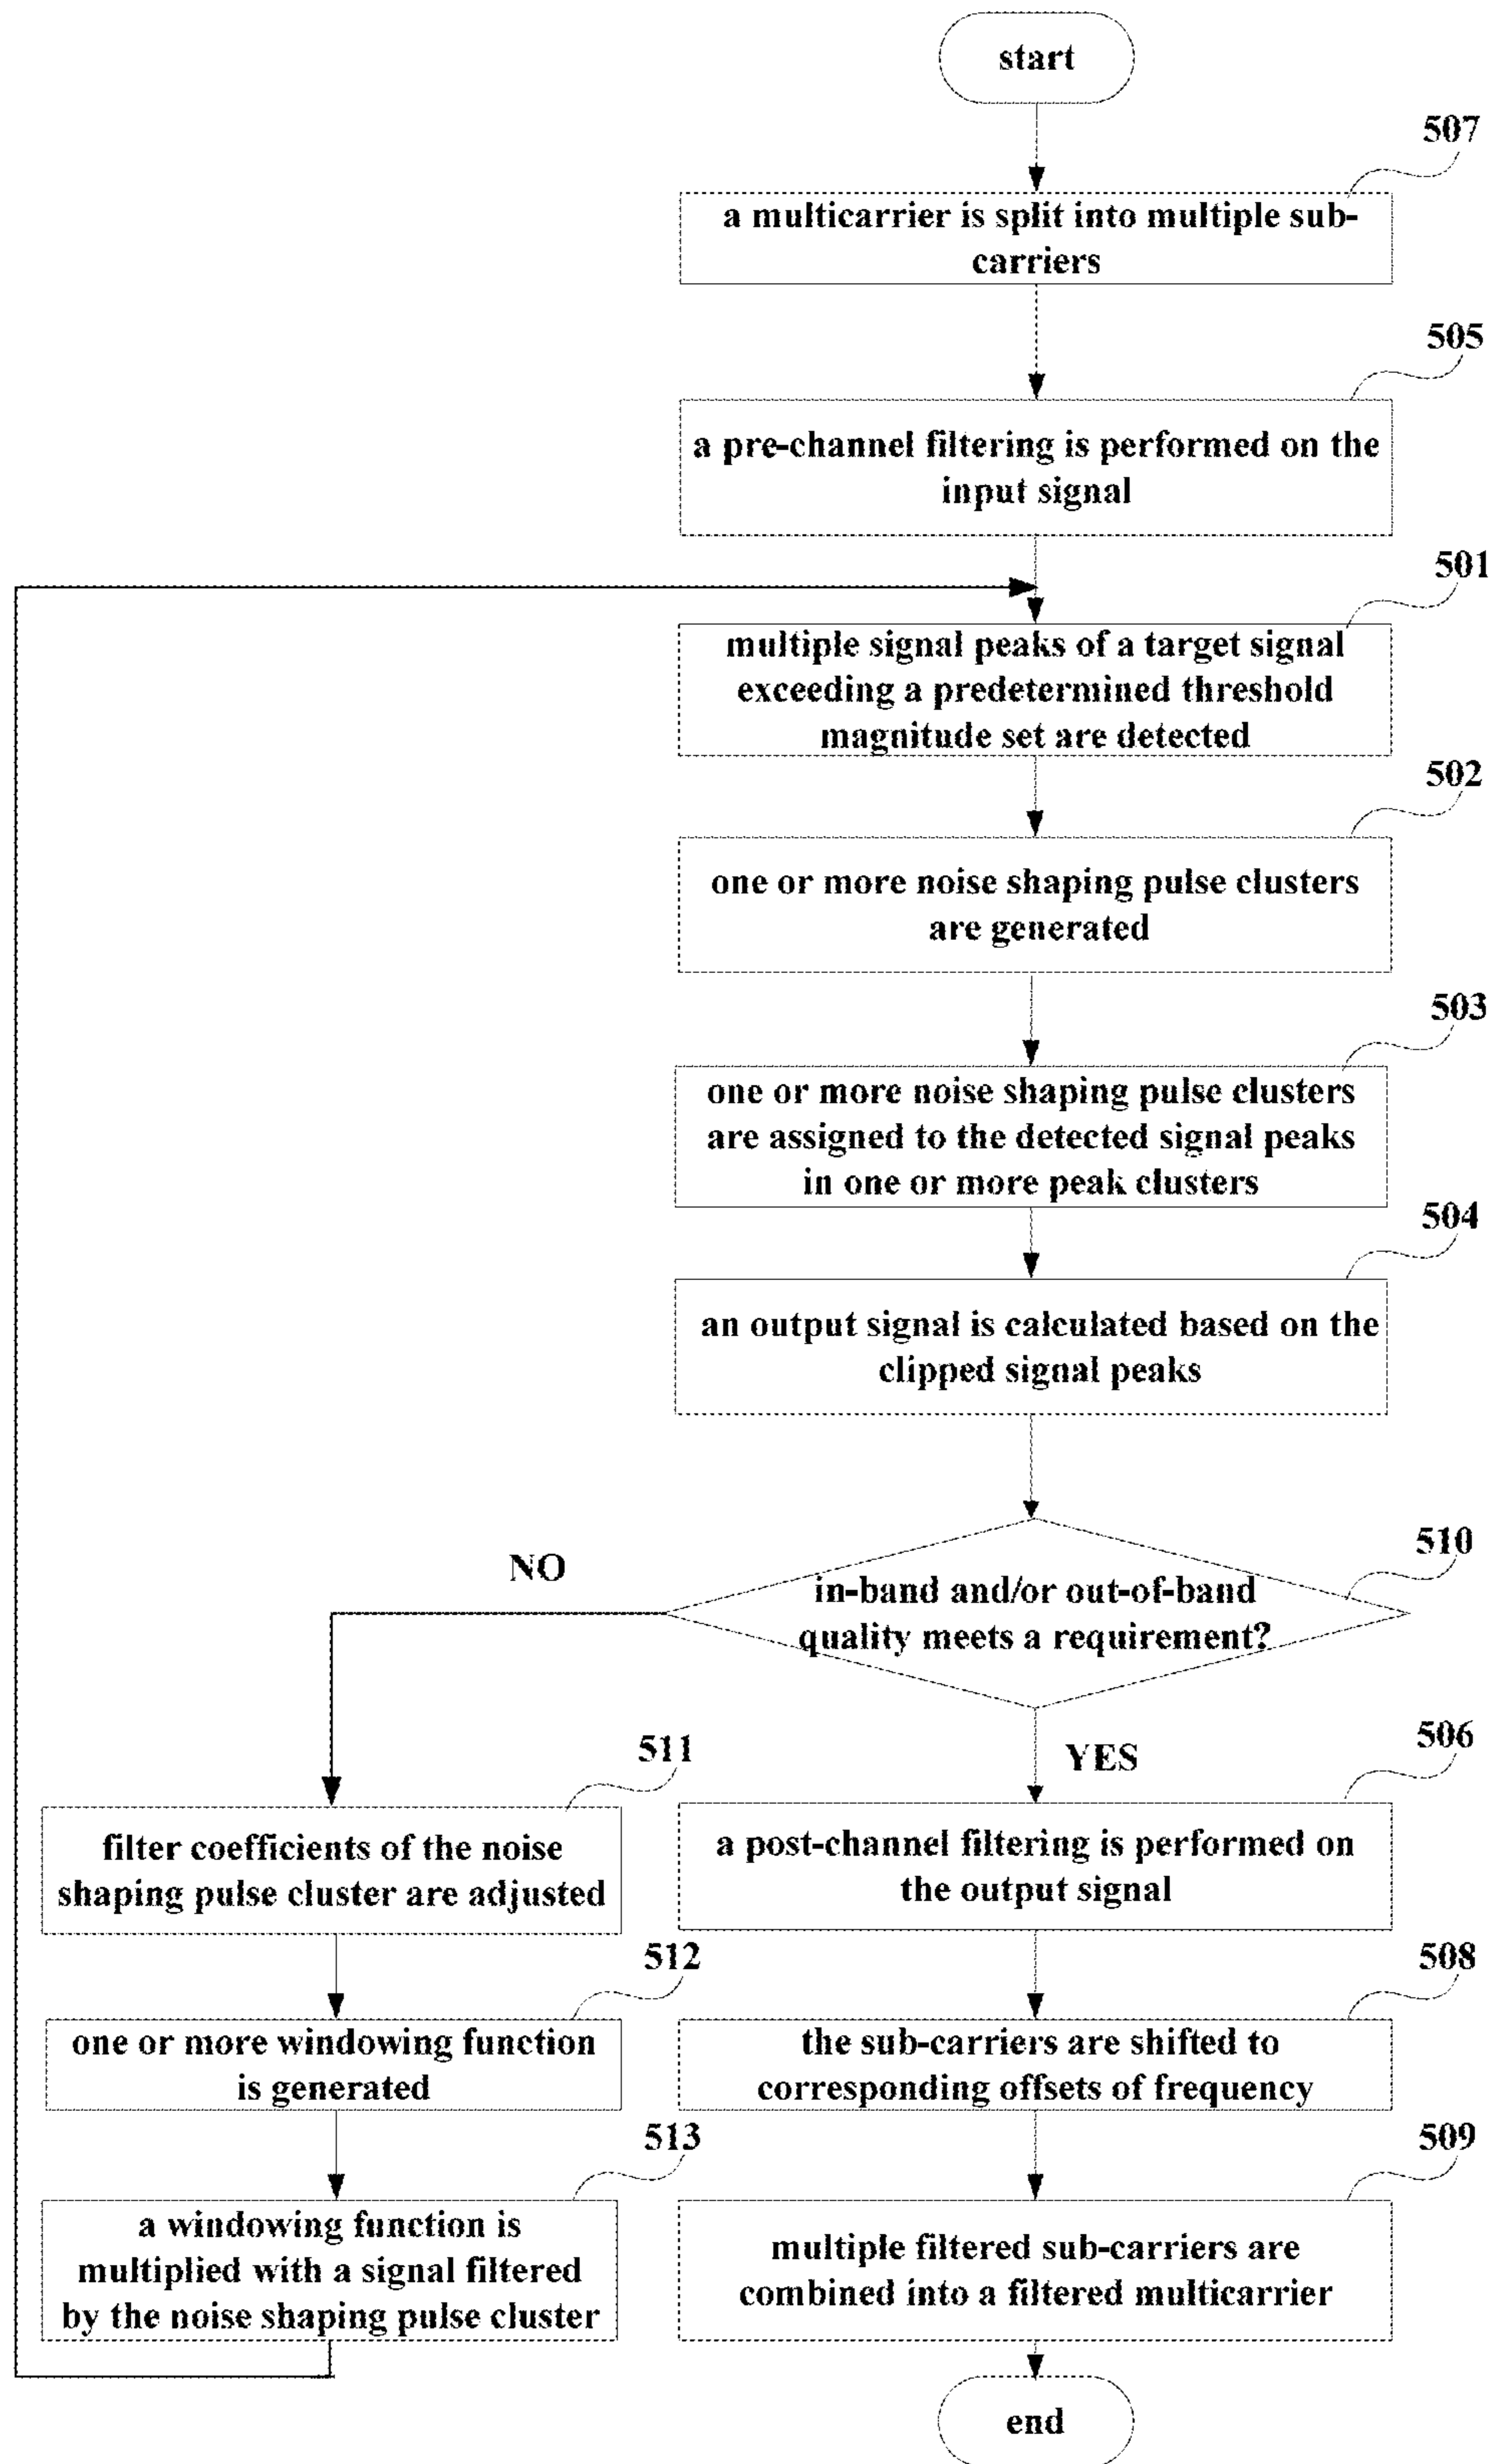 start
507
a multicarrier is split into multiple sub-
carriers
505
a pre-channel filtering is performed on the
input signal
501
multiple signal peaks of a target signal
exceeding a predetermined threshold
magnitude set are detected
502
one or more noise shaping pulse clusters
are generated
503
one or more noise shaping pulse clusters
are assigned to the detected signal peaks
in one or more peak clusters
504
an output signal is calculated based on the
clipped signal peaks
510
NO
in-band and/or out-of-band
quality meets a requirement?
YES
511
filter coefficients of the noise
shaping pulse cluster are adjusted
506
a post-channel filtering is performed on
the output signal
512
one or more windowing function
is generated
508
the sub-carriers are shifted to
corresponding offsets of frequency
513
a windowing function is
multiplied with a signal filtered
by the noise shaping pulse cluster
509
multiple filtered sub-carriers are
combined into a filtered multicarrier
end